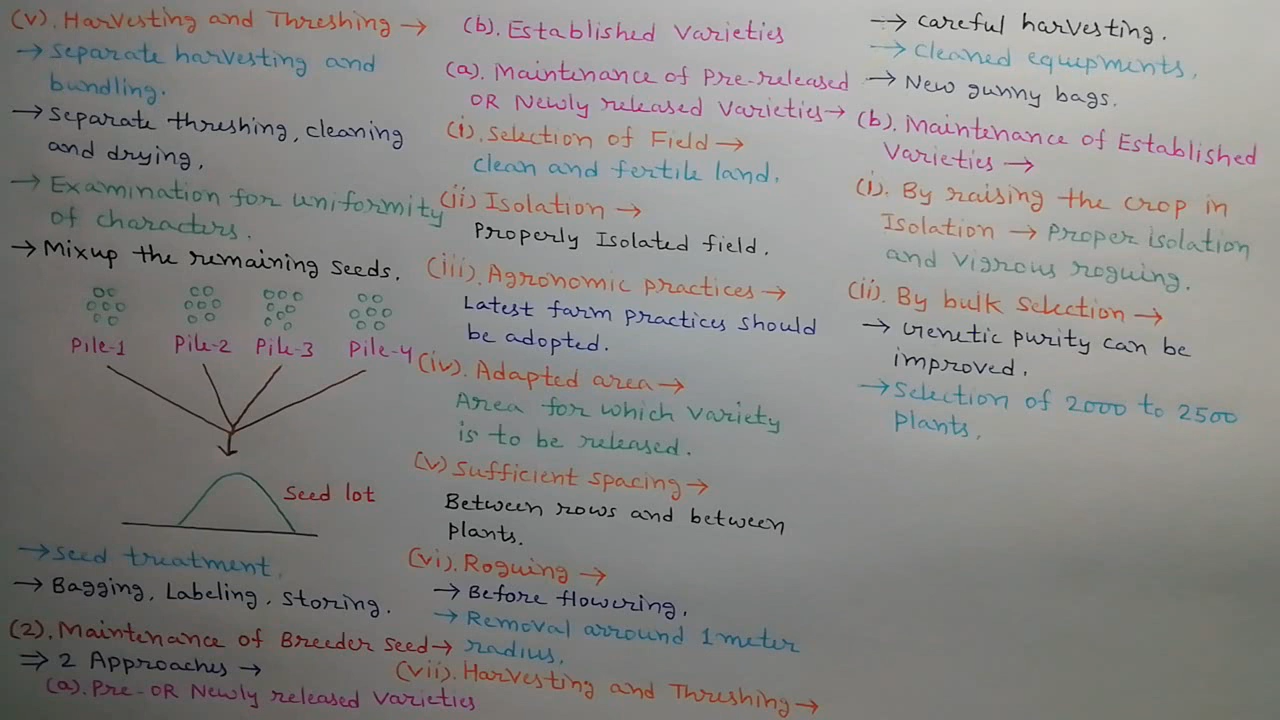 (v). Harvesting and Threshing →
→ Separate harvesting and
bundling.
→ Separate threshing, cleaning
and drying.
→ Examination for uniformity
of characters.
→ Mixup the remaining seeds.
Pile-1 Pile-2 Pile-3 Pile-4
Seed lot
→ Seed treatment.
→ Bagging, Labeling, Storing.
(2). Maintenance of Breeder seed →
⇒ 2 Approaches →
(a). Pre- OR Newly released Varieties
(b). Established Varieties
(a). Maintenance of Pre-released
OR Newly released Varieties →
(i). Selection of Field →
clean and fertile land.
(ii) Isolation →
Properly Isolated field.
(iii). Agronomic practices →
Latest farm practices should
be adopted.
(iv). Adapted area →
Area for which variety
is to be released.
(v) Sufficient spacing →
Between rows and between
plants.
(vi). Roguing →
→ Before flowering.
→ Removal arround 1 meter
radius.
(vii). Harvesting and Threshing →
→ careful harvesting.
→ cleaned equepments.
→ New gunny bags.
(b). Maintenance of Established
Varieties →
(i). By raising the crop in
Isolation → Proper isolation
and vigrous roguing.
(ii). By bulk selection →
→ Genetic purity can be
improved.
→ Selection of 2000 to 2500
plants.